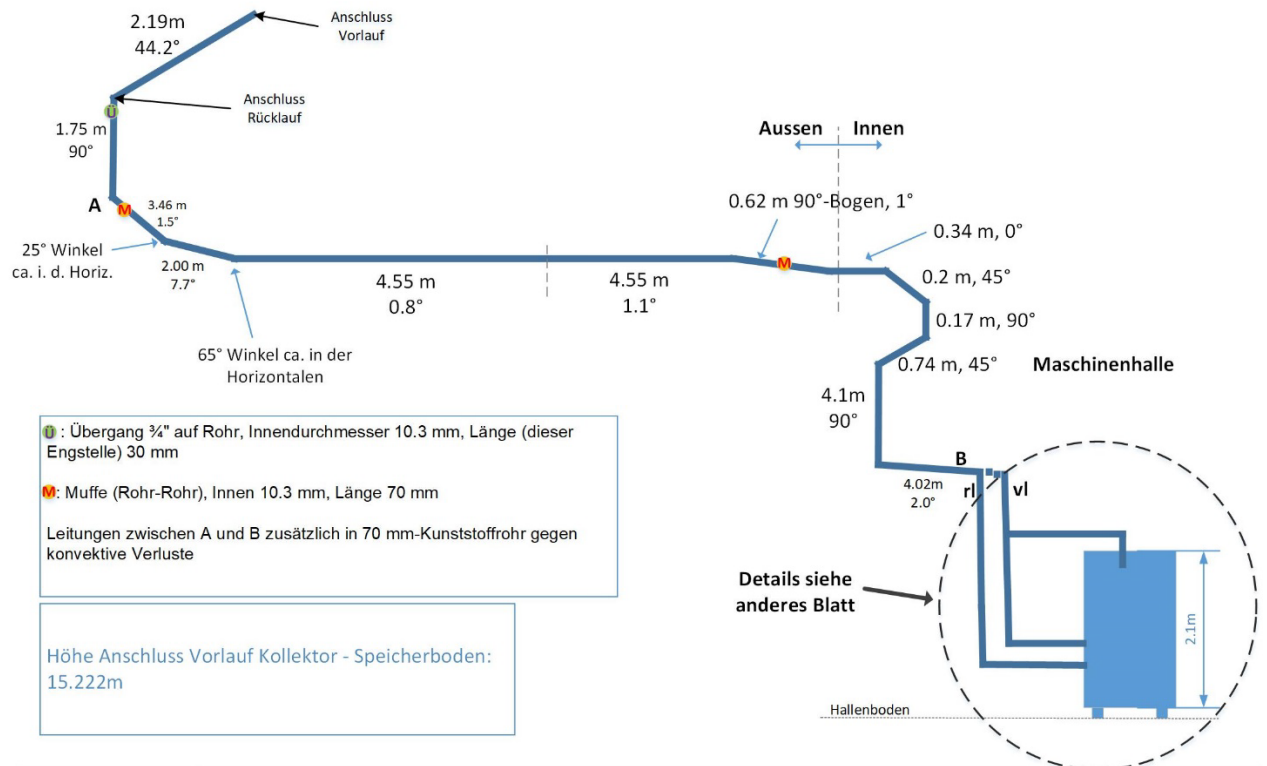 2.19m
44.2°
Anschluss
Vorlauf
Anschluss
Rücklauf
Ü
1.75 m
90°
A
M
3.46 m
1.5°
25° Winkel
ca. i. d. Horiz.
2.00 m
7.7°
65° Winkel ca. in der
Horizontalen
4.55 m
0.8°
4.55 m
1.1°
Aussen
Innen
0.62 m 90°-Bogen, 1°
M
0.34 m, 0°
0.2 m, 45°
0.17 m, 90°
0.74 m, 45°
Maschinenhalle
4.1m
90°
B
4.02m
2.0°
rl
vl
Details siehe
anderes Blatt
2.1m
Hallenboden
Ü : Übergang ¾" auf Rohr, Innendurchmesser 10.3 mm, Länge (dieser
Engstelle) 30 mm
M: Muffe (Rohr-Rohr), Innen 10.3 mm, Länge 70 mm
Leitungen zwischen A und B zusätzlich in 70 mm-Kunststoffrohr gegen
konvektive Verluste
Höhe Anschluss Vorlauf Kollektor - Speicherboden:
15.222m